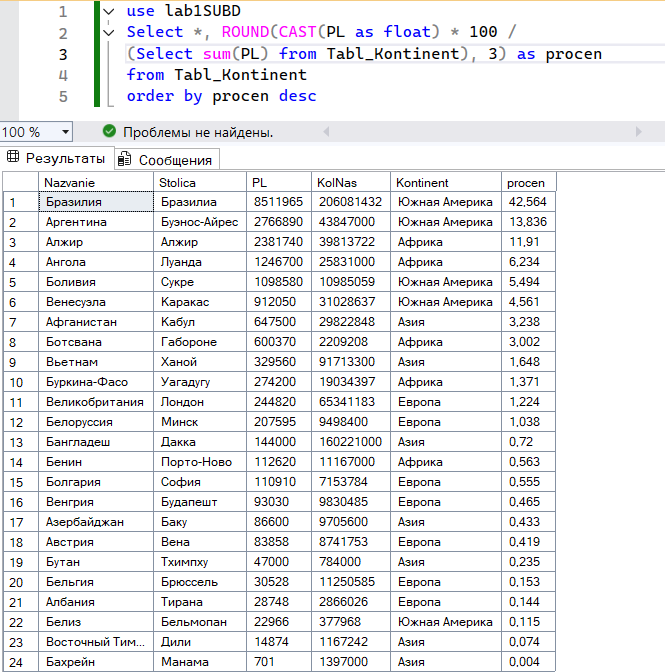 1 use lab1SUBD
2 Select *, ROUND(CAST(PL as float) * 100 /
3 (Select sum(PL) from Tabl_Kontinent), 3) as procen
4 from Tabl_Kontinent
5 order by procen desc
100 % Проблемы не найдены.
Результаты Сообщения
Nazvanie Stolica PL KolNas Kontinent procen
1 Бразилия Бразилиа 8511965 206081432 Южная Америка 42,564
2 Аргентина Буэнос-Айрес 2766890 43847000 Южная Америка 13,836
3 Алжир Алжир 2381740 39813722 Африка 11,91
4 Ангола Луанда 1246700 25831000 Африка 6,234
5 Боливия Сукре 1098580 10985059 Южная Америка 5,494
6 Венесуэла Каракас 912050 31028637 Южная Америка 4,561
7 Афганистан Кабул 647500 29822848 Азия 3,238
8 Ботсвана Габороне 600370 2209208 Африка 3,002
9 Вьетнам Ханой 329560 91713300 Азия 1,648
10 Буркина-Фасо Уагадугу 274200 19034397 Африка 1,371
11 Великобритания Лондон 244820 65341183 Европа 1,224
12 Белоруссия Минск 207595 9498400 Европа 1,038
13 Бангладеш Дакка 144000 160221000 Азия 0,72
14 Бенин Порто-Ново 112620 11167000 Африка 0,563
15 Болгария София 110910 7153784 Европа 0,555
16 Венгрия Будапешт 93030 9830485 Европа 0,465
17 Азербайджан Баку 86600 9705600 Азия 0,433
18 Австрия Вена 83858 8741753 Европа 0,419
19 Бутан Тхимпху 47000 784000 Азия 0,235
20 Бельгия Брюссель 30528 11250585 Европа 0,153
21 Албания Тирана 28748 2866026 Европа 0,144
22 Белиз Бельмопан 22966 377968 Южная Америка 0,115
23 Восточный Тим... Дили 14874 1167242 Азия 0,074
24 Бахрейн Манама 701 1397000 Азия 0,004